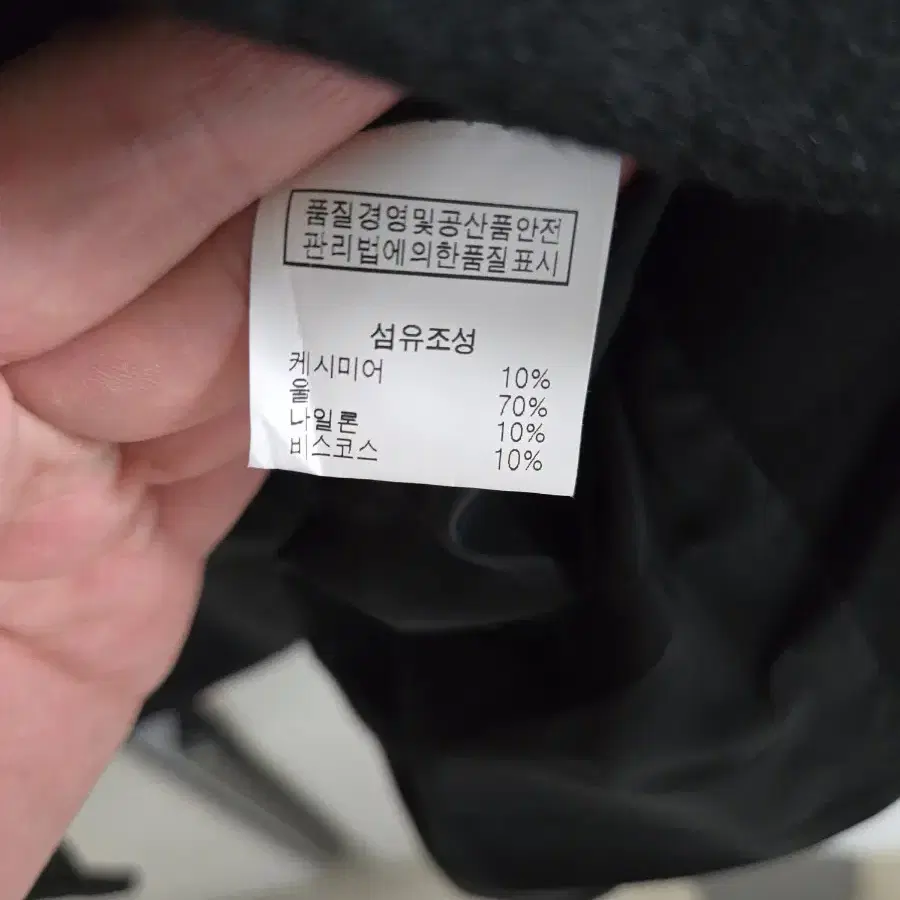 품질경영및공산품안전
관리법에의한품질표시
섬유조성
케시미어 10%
울 70%
나일론 10%
비스코스 10%